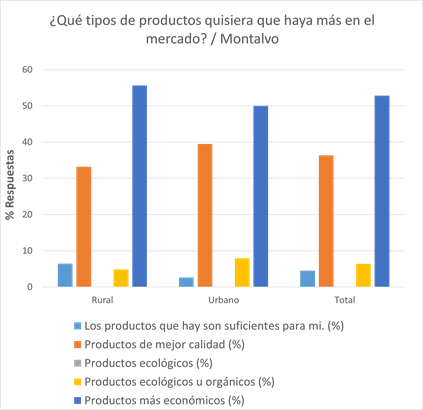 ¿Qué tipos de productos quisiera que haya más en el
mercado? / Montalvo
% Respuestas
60
50
40
30
20
10
0
Rural
Urbano
Total
Los productos que hay son suficientes para mi. (%)
Productos de mejor calidad (%)
Productos ecológicos (%)
Productos ecológicos u orgánicos (%)
Productos más económicos (%)